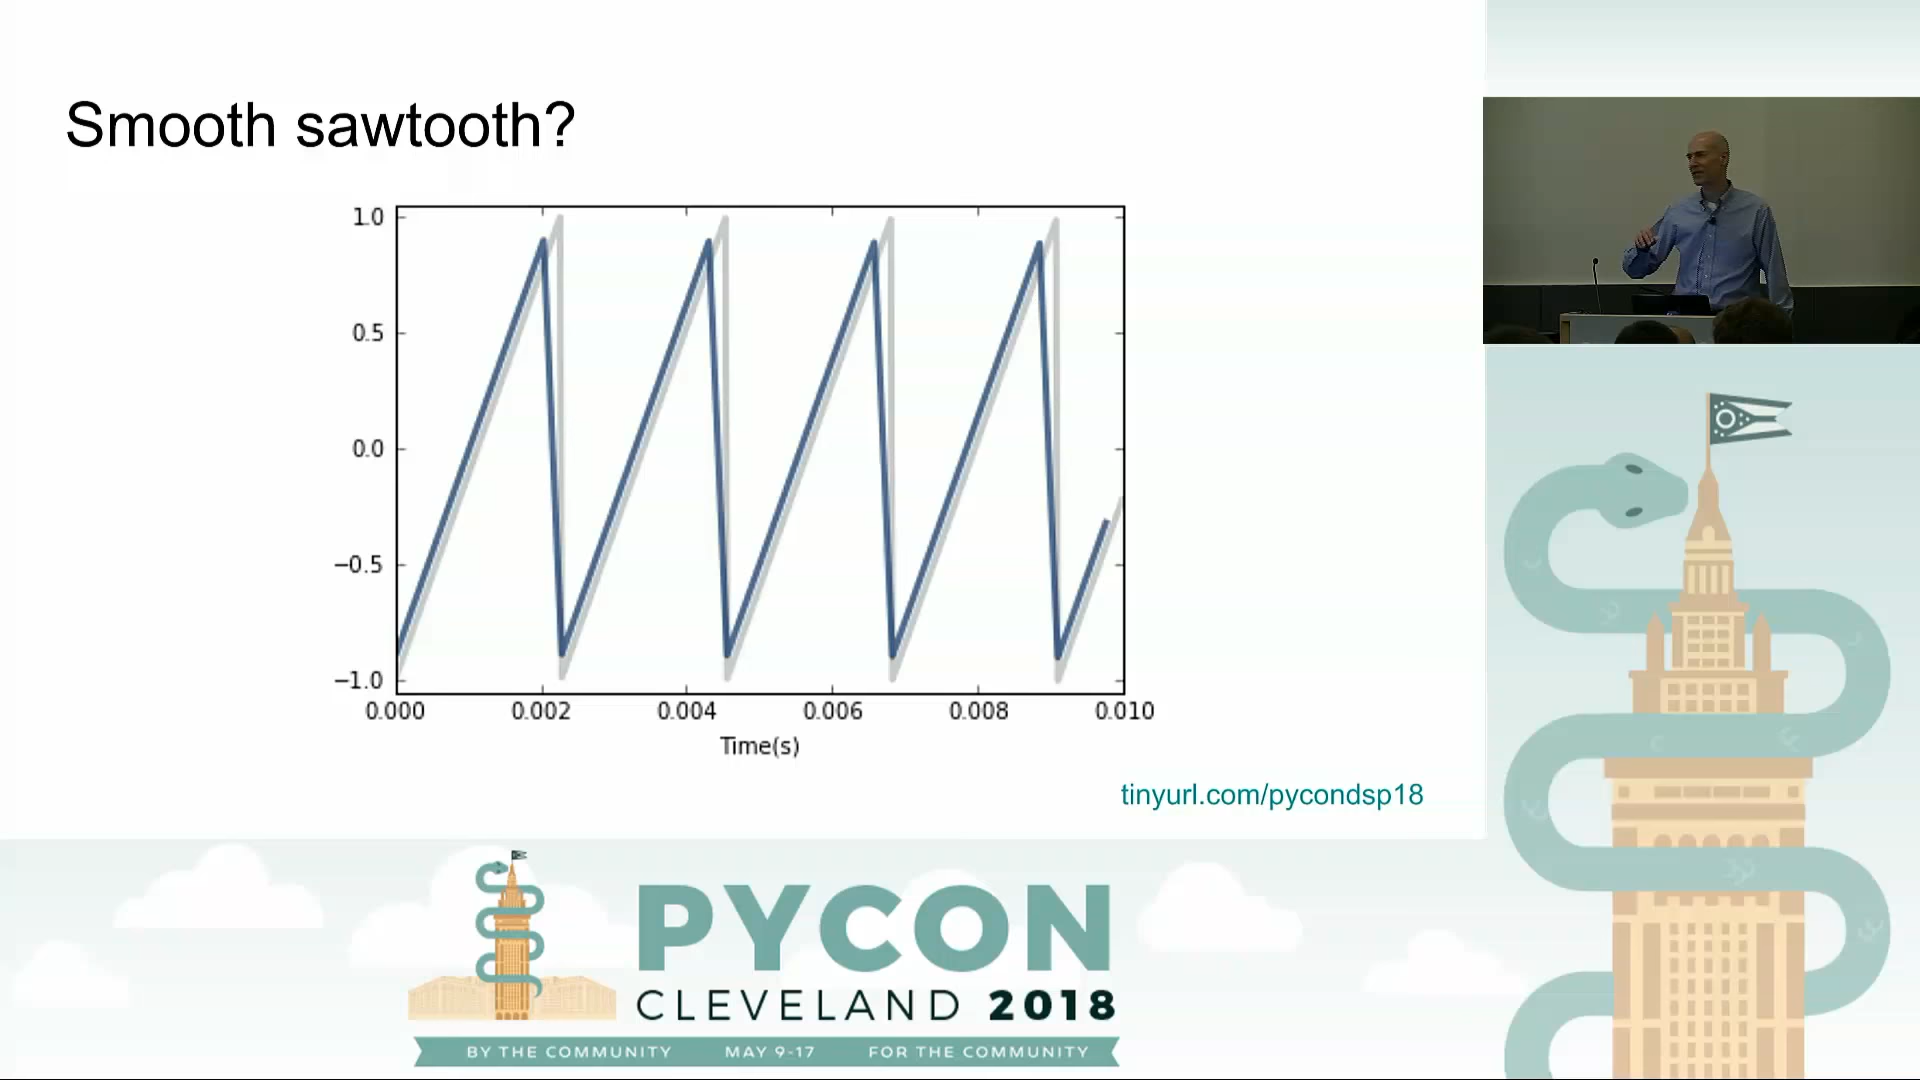 Smooth sawtooth?
1.0
0.5
0.0
−0.5
−1.0
0.000 0.002 0.004 0.006 0.008 0.010
Time(s)
tinyurl.com/pycondsp18
PYCON
CLEVELAND 2018
BY THE COMMUNITY MAY 9-17 FOR THE COMMUNITY